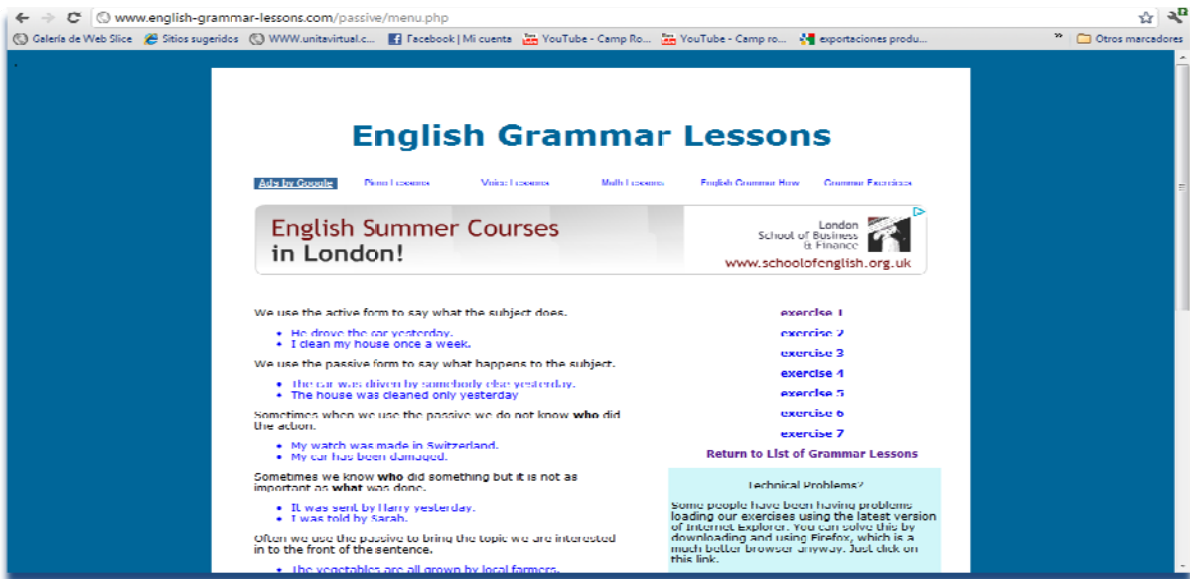 www.english-grammar-lessons.com/passive/menu.php
Galería de Web Slice Sitios sugeridos WWW.unitavirtual.c... Facebook | Mi cuenta YouTube - Camp Ro... YouTube - Camp ro... exportaciones produ... » Otros marcadores
English Grammar Lessons
Ads by Google Piano Lessons Voice Lessons Math Lessons English Grammar How Grammar Exercices
English Summer Courses
in London!
London
School of Business
& Finance
www.schoolofenglish.org.uk
We use the active form to say what the subject does.
• He drove the car yesterday.
• I clean my house once a week.
We use the passive form to say what happens to the subject.
• The car was driven by somebody else yesterday.
• The house was cleaned only yesterday
Sometimes when we use the passive we do not know who did
the action.
• My watch was made in Switzerland.
• My car has been damaged.
Sometimes we know who did something but it is not as
important as what was done.
• It was sent by Harry yesterday.
• I was told by Sarah.
Often we use the passive to bring the topic we are interested
in to the front of the sentence.
• The vegetables are all grown by local farmers.
exercise 1
exercise 2
exercise 3
exercise 4
exercise 5
exercise 6
exercise 7
Return to List of Grammar Lessons
Technical Problems?
Some people have been having problems
loading our exercises using the latest version
of Internet Explorer. You can solve this by
downloading and using Firefox, which is a
much better browser anyway. Just click on
this link.